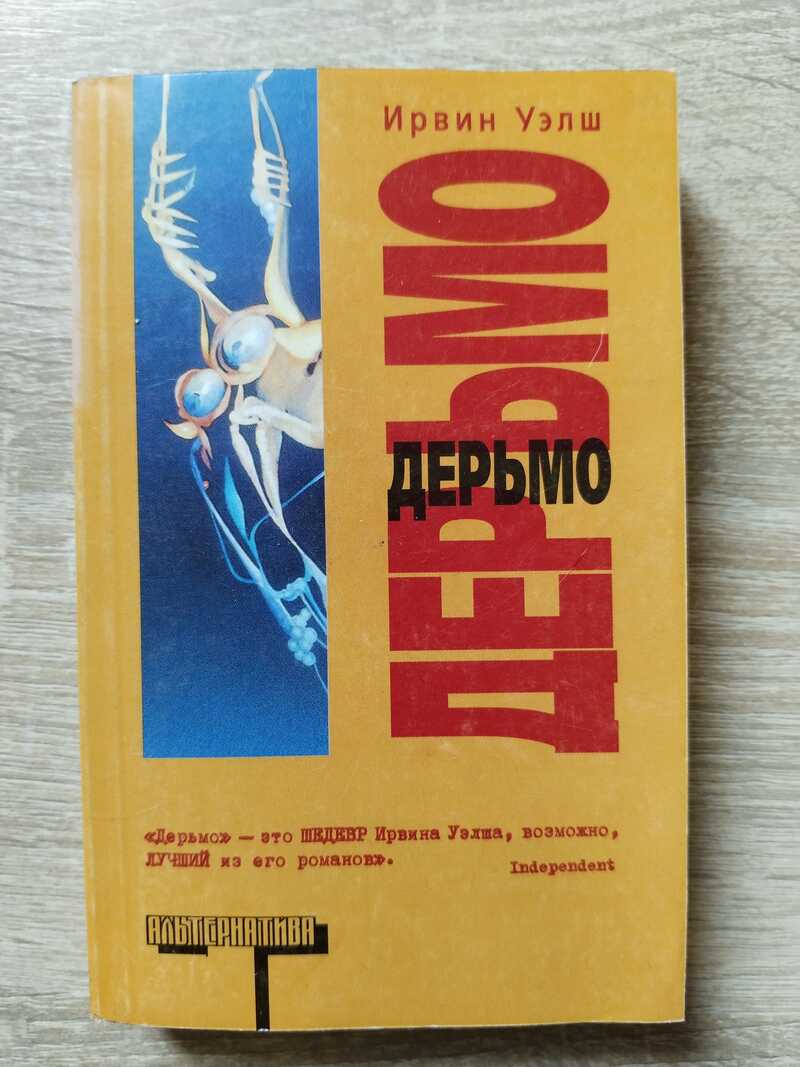 Ирвин Уэлш
ДЕРЬМО
ДЕРЬМО
«Дерьмо» — это ШЕДЕВР Ирвина Уэлша, возможно,
ЛУЧШИЙ из его романов».
Independent
АЛЬТЕРНАТИВА